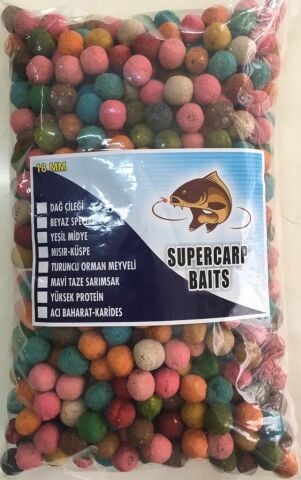 18 MM
DAĞ ÇİLEĞİ
BEYAZ SPECIAL
YEŞİL MİDYE
MISIR-KÜSPE
TURUNCU ORMAN MEYVELİ
MAVİ TAZE SARIMSAK
YÜKSEK PROTEİN
ACI BAHARAT-KARİDES
SUPERCARP
BAITS